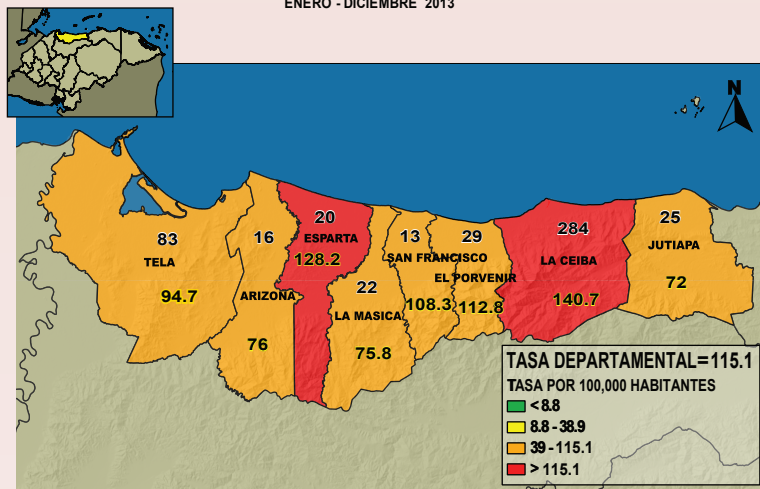 ENERO - DICIEMBRE 2013
N
83
TELA
94.7
16
ARIZONA
76
20
ESPARTA
128.2
22
LA MASICA
75.8
13
SAN FRANCISCO
108.3
29
EL PORVENIR
112.8
284
LA CEIBA
140.7
25
JUTIAPA
72
TASA DEPARTAMENTAL=115.1
TASA POR 100,000 HABITANTES
< 8.8
8.8 - 38.9
39 - 115.1
> 115.1